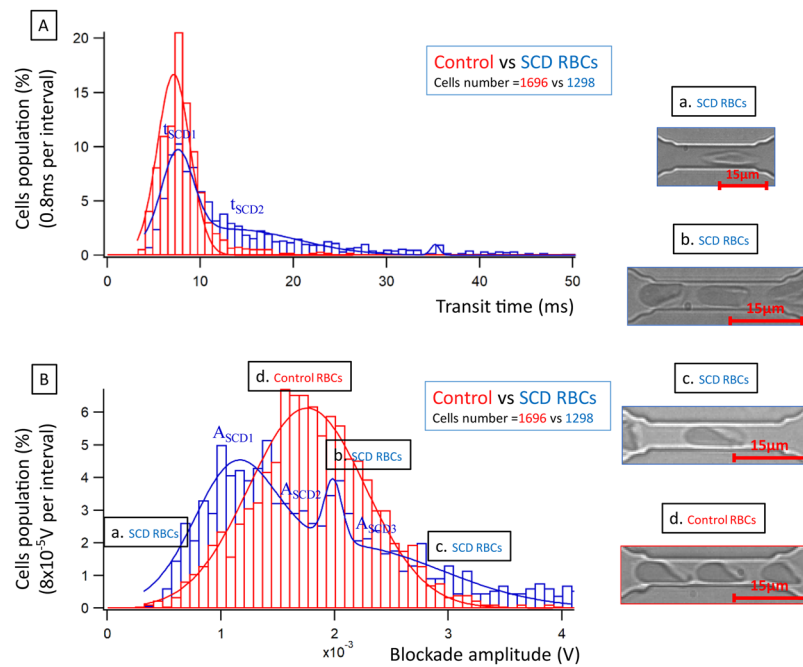 A
Cells population (%)
(0.8ms per interval)
20
15
10
5
0
t_SCD1
t_SCD2
Control vs SCD RBCs
Cells number =1696 vs 1298
0
10
20
30
40
50
Transit time (ms)
a. SCD RBCs
15μm
b. SCD RBCs
15μm
B
Cells population (%)
(8x10⁻⁵V per interval)
6
5
4
3
2
1
0
d. Control RBCs
Control vs SCD RBCs
Cells number =1696 vs 1298
A_SCD1
b. SCD RBCs
A_SCD2
A_SCD3
a. SCD RBCs
c. SCD RBCs
0
1
2
3
4
x10⁻³
Blockade amplitude (V)
c. SCD RBCs
15μm
d. Control RBCs
15μm